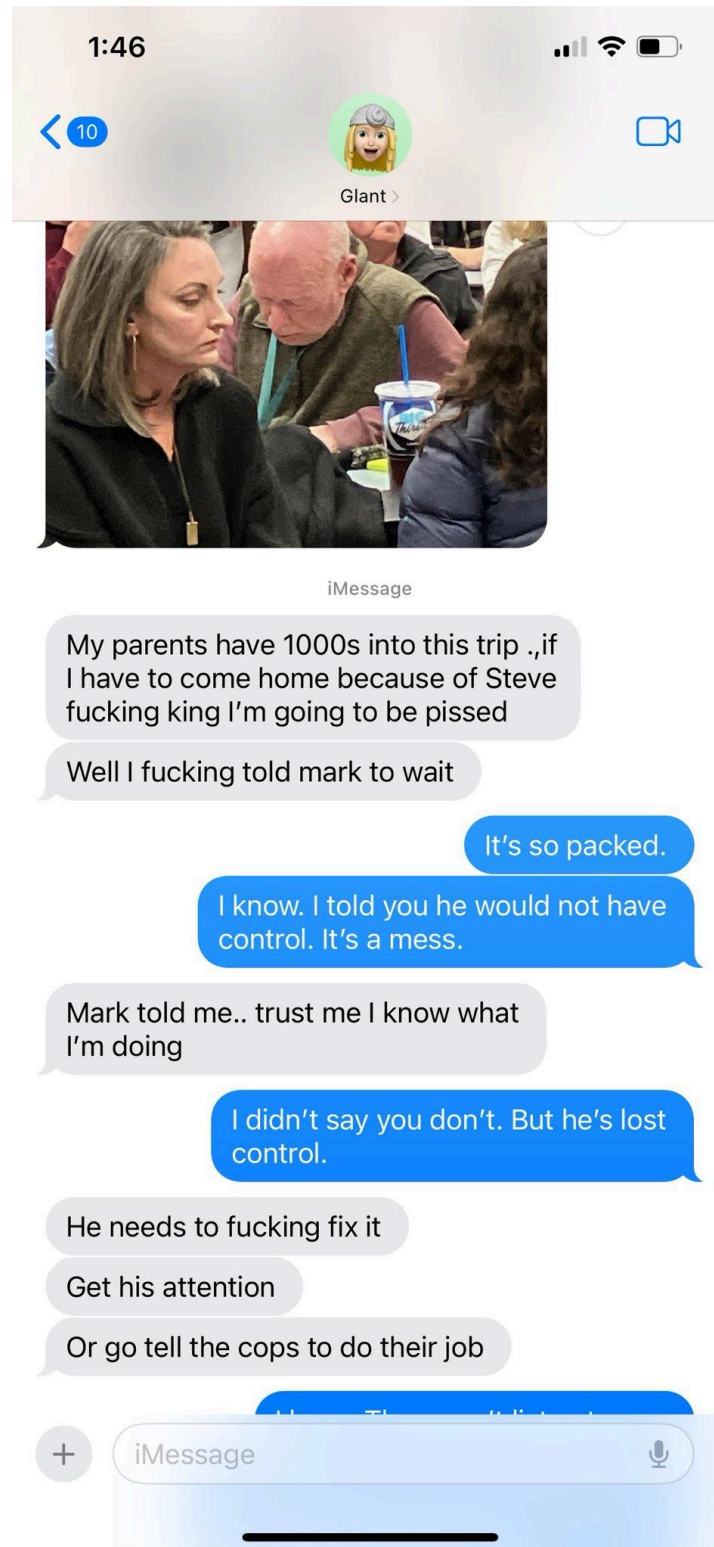 1:46
10
Glant
BIG
iMessage
My parents have 1000s into this trip .,if
I have to come home because of Steve
fucking king I’m going to be pissed
Well I fucking told mark to wait
It’s so packed.
I know. I told you he would not have
control. It’s a mess.
Mark told me.. trust me I know what
I’m doing
I didn’t say you don’t. But he’s lost
control.
He needs to fucking fix it
Get his attention
Or go tell the cops to do their job
iMessage